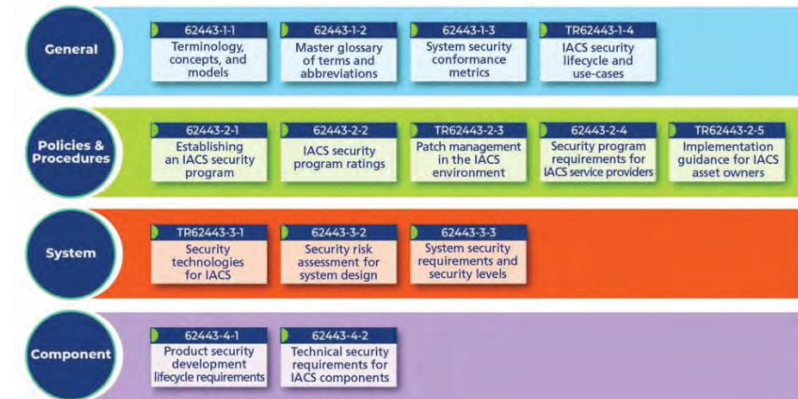 General
62443-1-1
Terminology,
concepts, and
models
62443-1-2
Master glossary
of terms and
abbreviations
62443-1-3
System security
conformance
metrics
TR62443-1-4
IACS security
lifecycle and
use-cases
Policies &
Procedures
62443-2-1
Establishing
an IACS security
program
62443-2-2
IACS security
program ratings
TR62443-2-3
Patch management
in the IACS
environment
62443-2-4
Security program
requirements for
IACS service providers
TR62443-2-5
Implementation
guidance for IACS
asset owners
System
TR62443-3-1
Security
technologies
for IACS
62443-3-2
Security risk
assessment for
system design
62443-3-3
System security
requirements and
security levels
Component
62443-4-1
Product security
development
lifecycle requirements
62443-4-2
Technical security
requirements for
IACS components